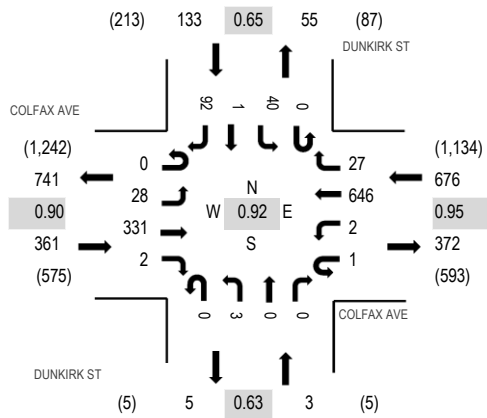 (213) 133 0.65 55 (87)
DUNKIRK ST
COLFAX AVE
92 1 40 0
(1,242)
741
0.90
361
(575)
0
28
331
2
N
W 0.92 E
S
27
646
2
1
(1,134)
676
0.95
372
(593)
0 3 0 0
COLFAX AVE
DUNKIRK ST
(5) 5 0.63 3 (5)